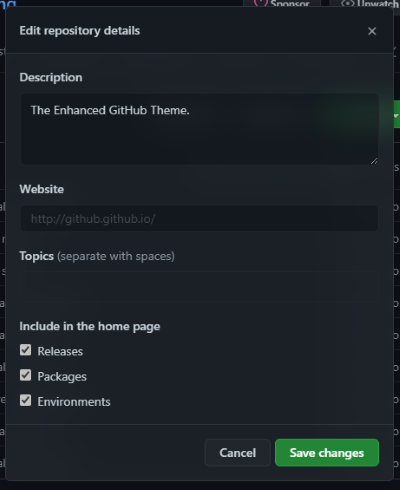 Sponsor
Unwatch
Edit repository details
Description
The Enhanced GitHub Theme.
Website
http://github.github.io/
Topics (separate with spaces)
Include in the home page
Releases
Packages
Environments
Cancel
Save changes